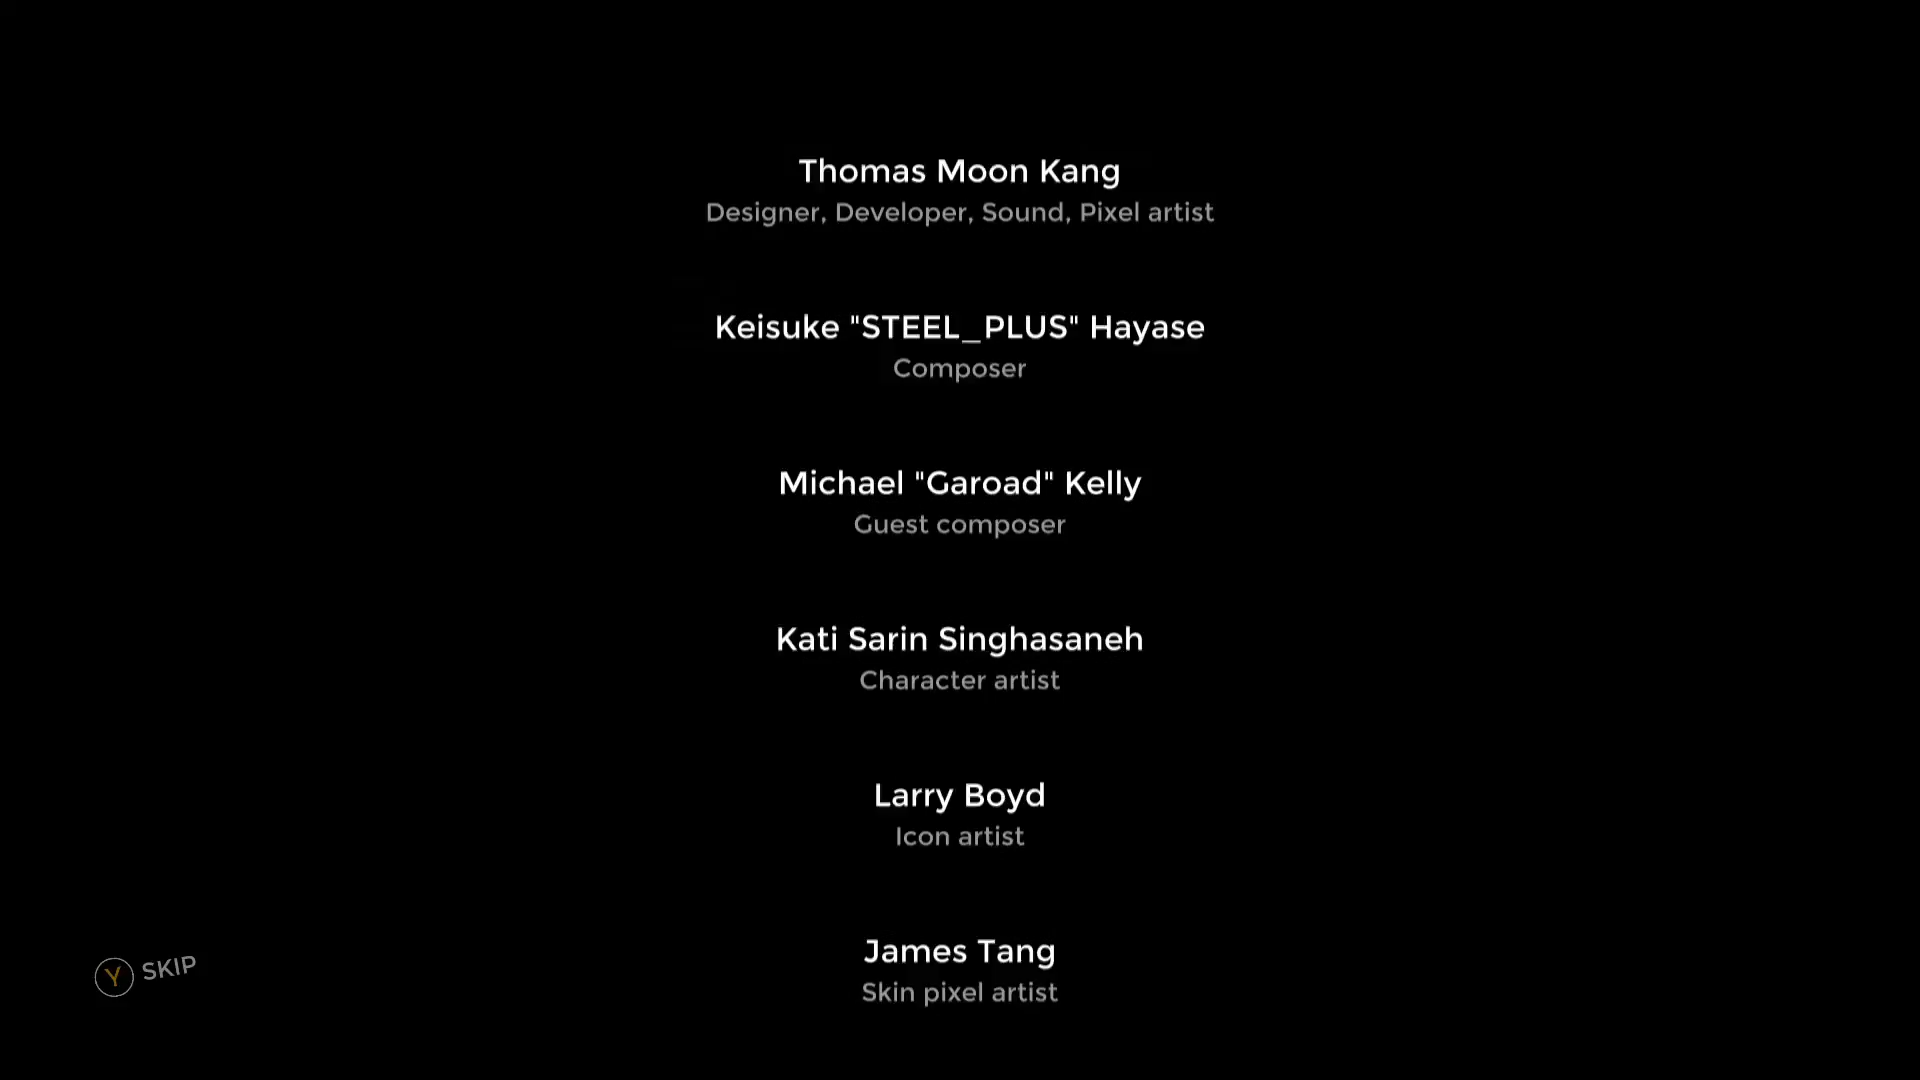 Thomas Moon Kang
Designer, Developer, Sound, Pixel artist
Keisuke "STEEL_PLUS" Hayase
Composer
Michael "Garoad" Kelly
Guest composer
Kati Sarin Singhasaneh
Character artist
Larry Boyd
Icon artist
James Tang
Skin pixel artist
Y SKIP